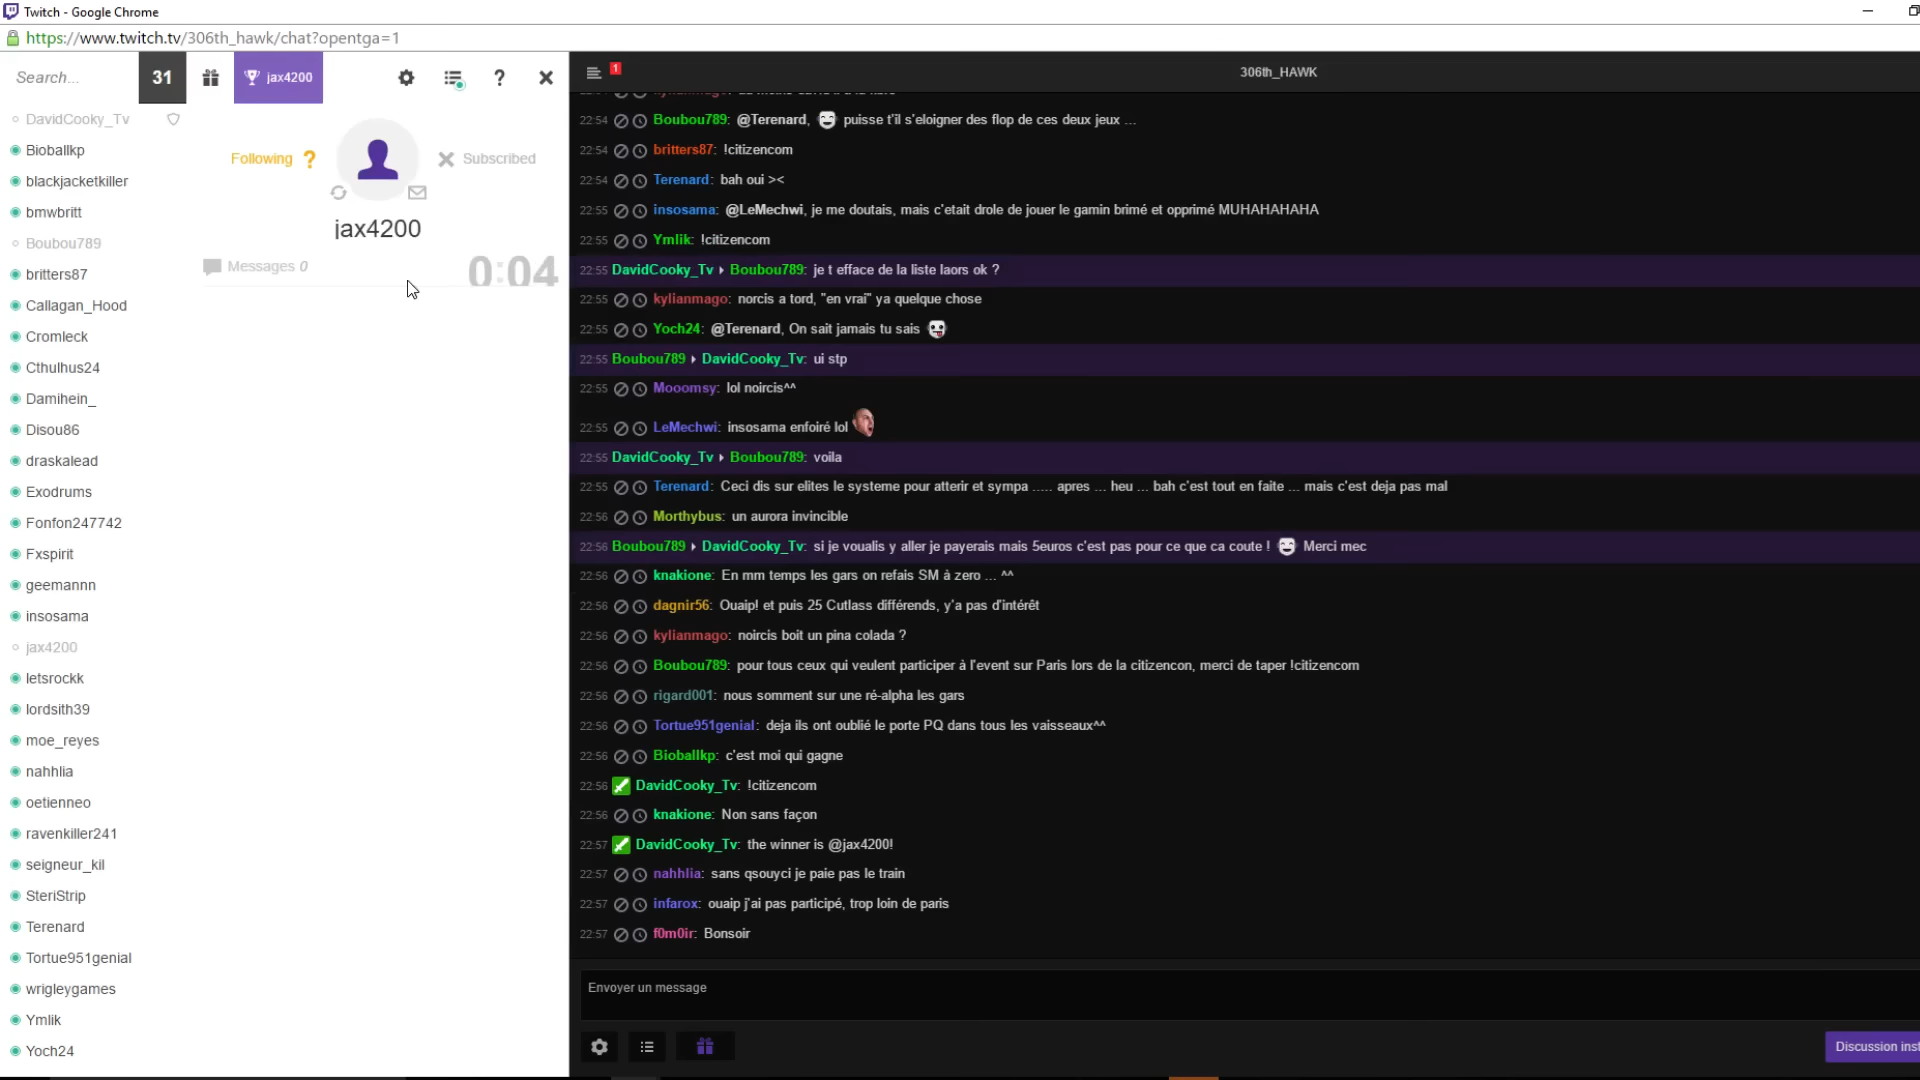 Twitch - Google Chrome
https://www.twitch.tv/306th_hawk/chat?opentga=1
Search...
31
jax4200
?
DavidCooky_Tv
Bioballkp
blackjacketkiller
bmwbritt
Boubou789
britters87
Callagan_Hood
Cromleck
Cthulhus24
Damihein_
Disou86
draskalead
Exodrums
Fonfon247742
Fxspirit
geemannn
insosama
jax4200
letsrockk
lordsith39
moe_reyes
nahhlia
oetienneo
ravenkiller241
seigneur_kil
SteriStrip
Terenard
Tortue951genial
wrigleygames
Ymlik
Yoch24
Following ?
Subscribed
jax4200
Messages 0
0:04
1
306th_HAWK
22:54 Boubou789: @Terenard, puisse t'il s'eloigner des flop de ces deux jeux ...
22:54 britters87: !citizencom
22:54 Terenard: bah oui ><
22:55 insosama: @LeMechwi, je me doutais, mais c'etait drole de jouer le gamin brimé et opprimé MUHAHAHAHA
22:55 Ymlik: !citizencom
22:55 DavidCooky_Tv Boubou789: je t efface de la liste laors ok ?
22:55 kylianmago: norcis a tord, "en vrai" ya quelque chose
22:55 Yoch24: @Terenard, On sait jamais tu sais
22:55 Boubou789 DavidCooky_Tv: ui stp
22:55 Mooomsy: lol noircis^^
22:55 LeMechwi: insosama enfoiré lol
22:55 DavidCooky_Tv Boubou789: voila
22:55 Terenard: Ceci dis sur elites le systeme pour atterir et sympa ..... apres ... heu ... bah c'est tout en faite ... mais c'est deja pas mal
22:56 Morthybus: un aurora invincible
22:56 Boubou789 DavidCooky_Tv: si je voualis y aller je payerais mais 5euros c'est pas pour ce que ca coute ! Merci mec
22:56 knakione: En mm temps les gars on refais SM à zero ... ^^
22:56 dagnir56: Ouaip! et puis 25 Cutlass différends, y'a pas d'intérêt
22:56 kylianmago: noircis boit un pina colada ?
22:56 Boubou789: pour tous ceux qui veulent participer à l'event sur Paris lors de la citizencon, merci de taper !citizencom
22:56 rigard001: nous somment sur une ré-alpha les gars
22:56 Tortue951genial: deja ils ont oublié le porte PQ dans tous les vaisseaux^^
22:56 Bioballkp: c'est moi qui gagne
22:56 DavidCooky_Tv: !citizencom
22:56 knakione: Non sans façon
22:57 DavidCooky_Tv: the winner is @jax4200!
22:57 nahhlia: sans qsouyci je paie pas le train
22:57 infarox: ouaip j'ai pas participé, trop loin de paris
22:57 f0m0ir: Bonsoir
Envoyer un message
Discussion